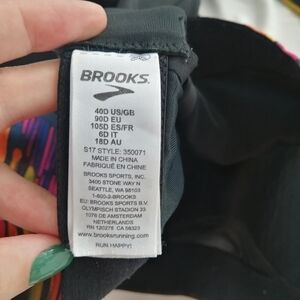 BROOKS
40D US/GB
90D EU
105D ES/FR
6D IT
18D AU
S17 STYLE: 350071
MADE IN CHINA
FABRIQUÉ EN CHINE
BROOKS SPORTS, INC.
3400 STONE WAY N
SEATTLE, WA 98103
1-800-2-BROOKS
EU: BROOKS SPORTS B.V.
OLYMPISCH STADION 33
1076 DE AMSTERDAM
NETHERLANDS
RN 120276 CA 58323
www.brooksrunning.com
RUN HAPPY!